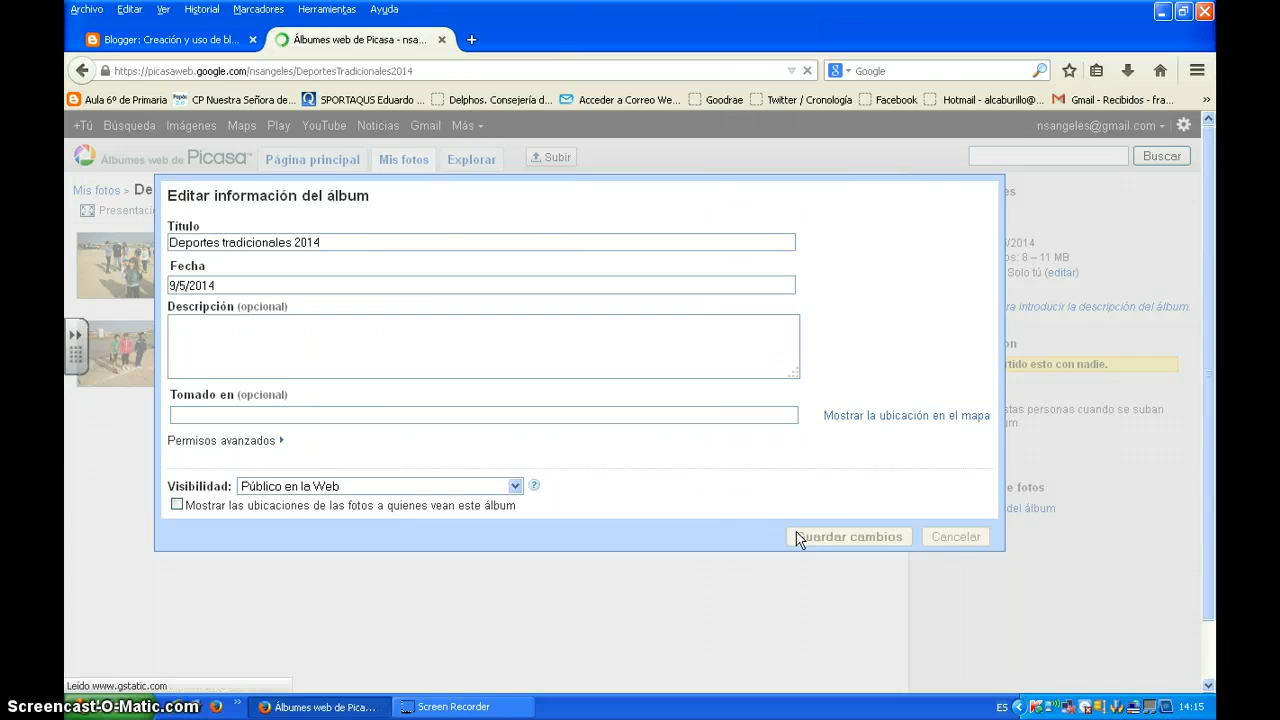 Archivo Editar Ver Historial Marcadores Herramientas Ayuda
Blogger: Creación y uso de bl... Álbumes web de Picasa - nsa...
https://picasaweb.google.com/nsangeles/DeportesTradicionales2014 Google
Aula 6º de Primaria CP Nuestra Señora de... SPORTAQUS Eduardo ... Delphos. Consejería d... Acceder a Correo We... Goodrae Twitter / Cronología Facebook Hotmail - alcaburillo@... Gmail - Recibidos - fra... »
+Tú Búsqueda Imágenes Maps Play YouTube Noticias Gmail Más nsangeles@gmail.com
Álbumes web de Picasa™ Página principal Mis fotos Explorar Subir Buscar
Mis fotos > De
Presentació
Editar información del álbum
Título
Deportes tradicionales 2014
Fecha
9/5/2014
Descripción (opcional)
Tomado en (opcional)
Mostrar la ubicación en el mapa
Permisos avanzados
Visibilidad: Público en la Web ?
Mostrar las ubicaciones de las fotos a quienes vean este álbum
Guardar cambios Cancelar
es
/2014
os: 8 – 11 MB
Solo tú (editar)
ra introducir la descripción del álbum.
on
rtido esto con nadie.
stas personas cuando se suban
um
e fotos
del álbum
Leído www.gstatic.com
Screencast-O-Matic.com » Álbumes web de Pica... Screen Recorder ES 14:15